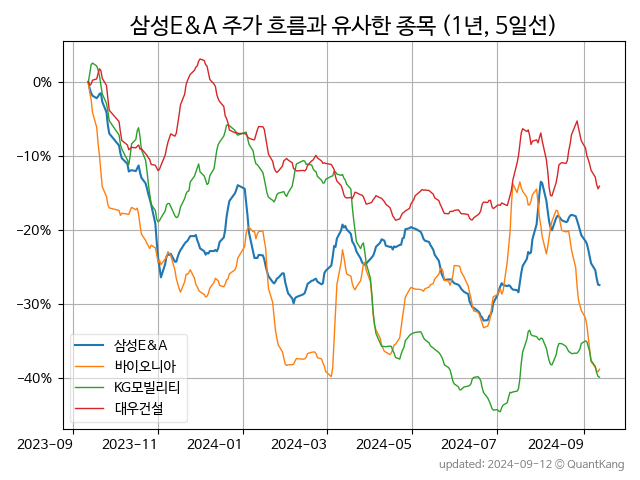 삼성E&A 주가 흐름과 유사한 종목 (1년, 5일선)
0%
−10%
−20%
−30%
−40%
삼성E&A
바이오니아
KG모빌리티
대우건설
2023-09 2023-11 2024-01 2024-03 2024-05 2024-07 2024-09
updated: 2024-09-12 © QuantKang